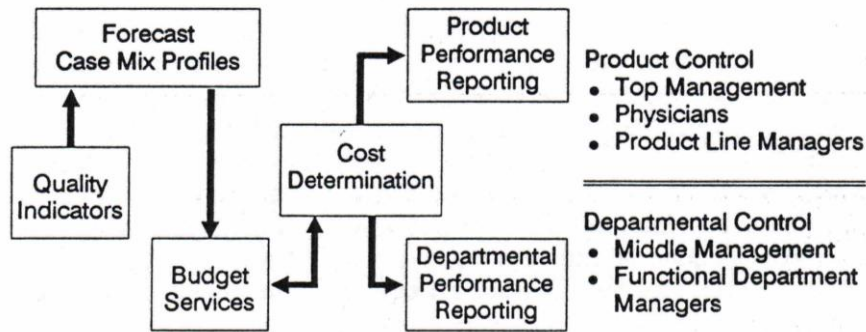 Forecast
Case Mix Profiles
Quality
Indicators
Budget
Services
Cost
Determination
Product
Performance
Reporting
Departmental
Performance
Reporting
Product Control
• Top Management
• Physicians
• Product Line Managers
Departmental Control
• Middle Management
• Functional Department
Managers